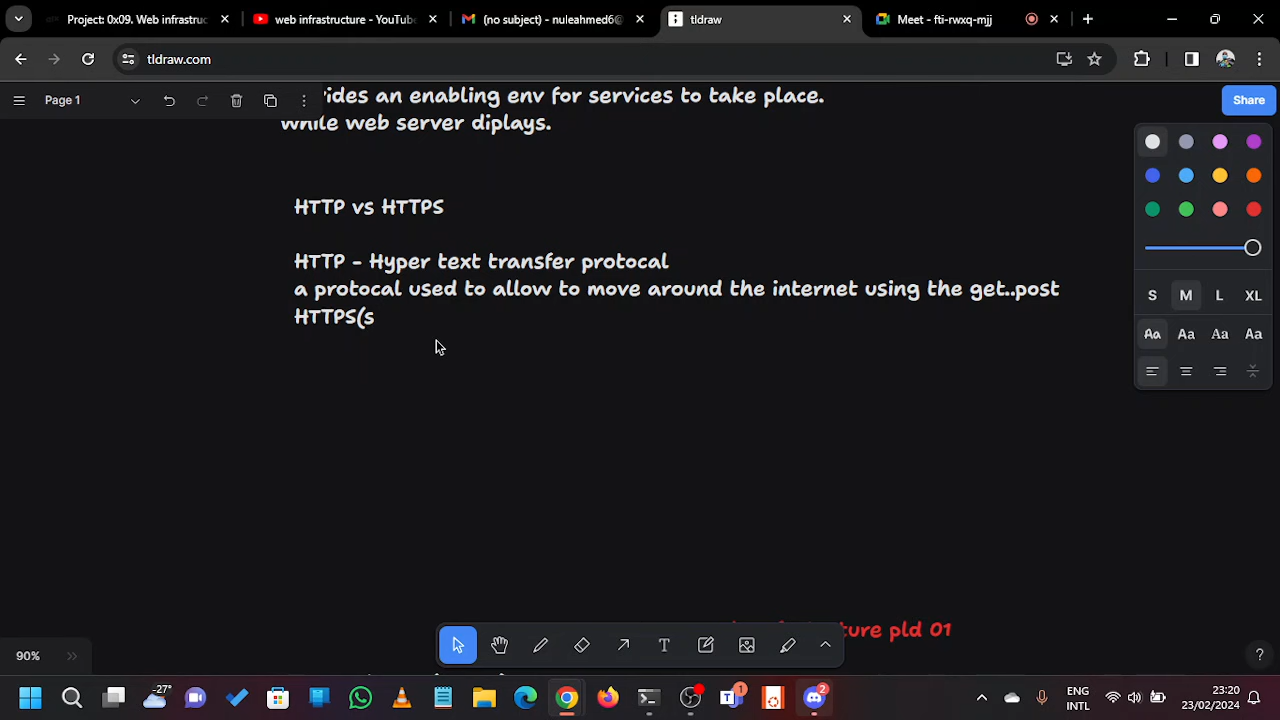 Project 0x09. Web infrastruc
web infrastructure - YouTube
(no subject) - nuleahmed6@
tldraw
Meet - fti-rwxq-mjj
tldraw.com
Page 1
Share
ides an enabling env for services to take place.
while web server diplays.
HTTP vs HTTPS
HTTP - Hyper text transfer protocal
a protocal used to allow to move around the internet using the get..post
HTTPS(s
S M L XL
Aa Aa Aa Aa
ture pld 01
90%
-27°
1
2
ENG
INTL
23:20
23/02/2024